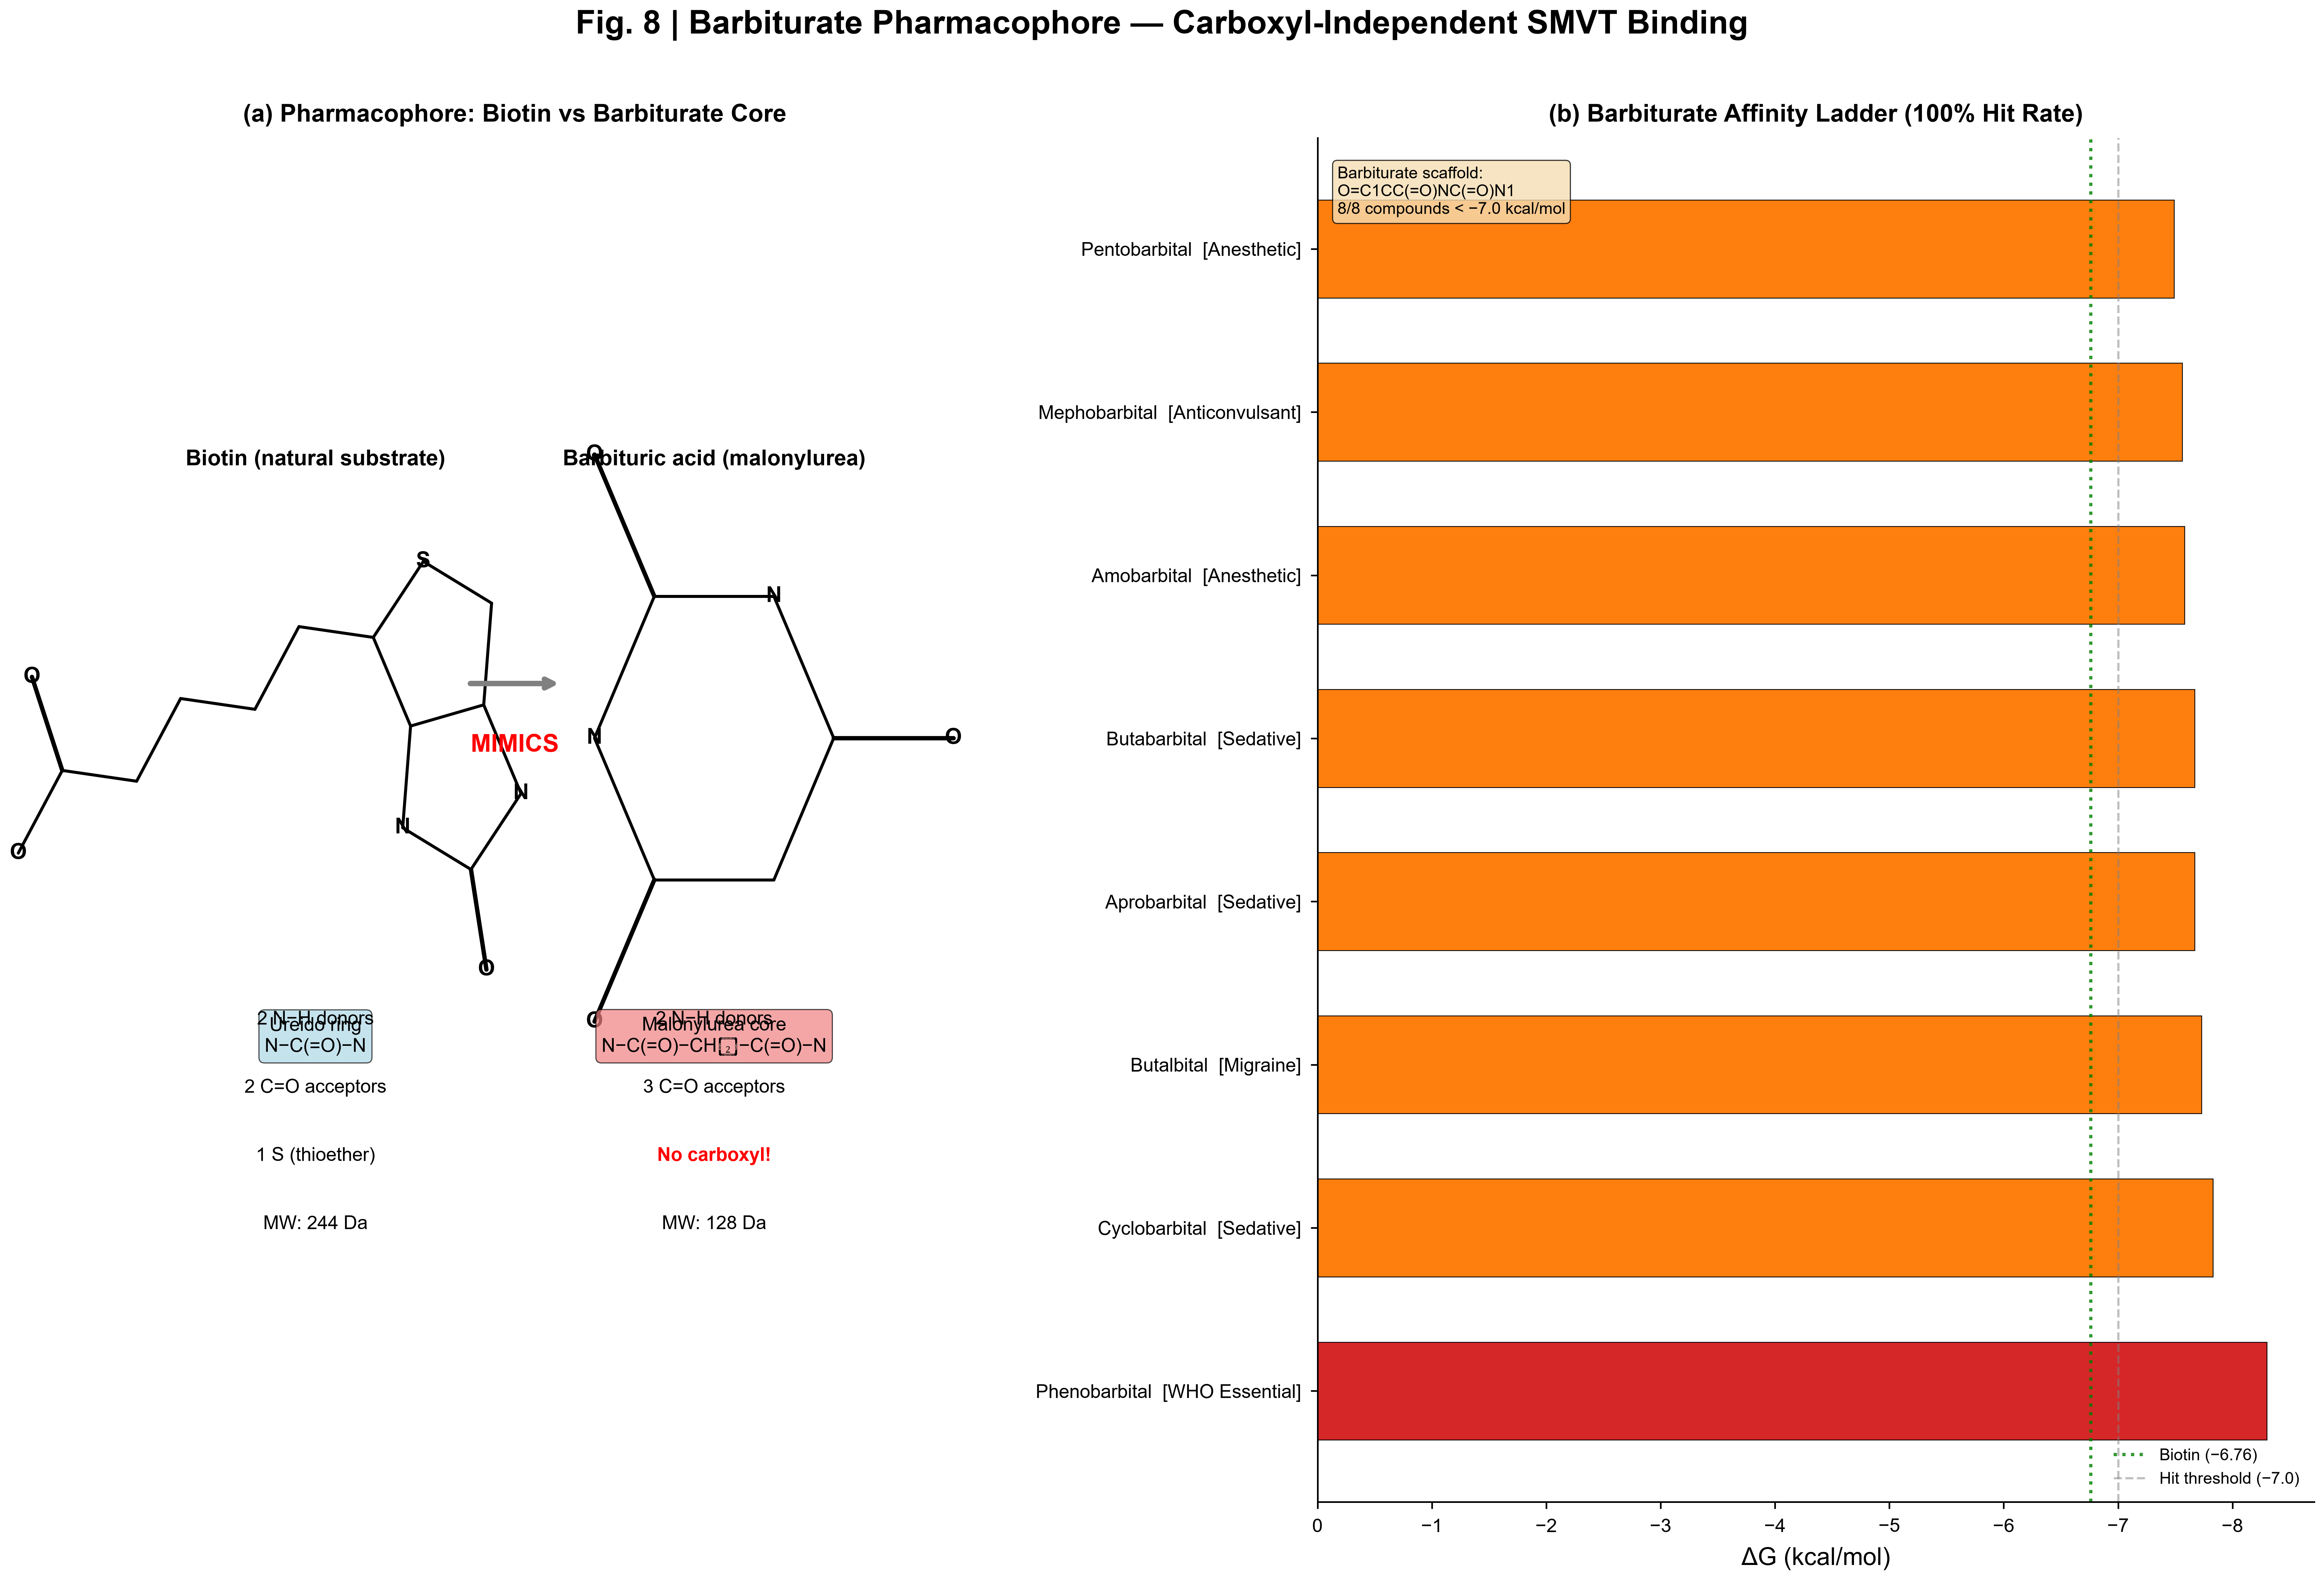 Fig. 8 | Barbiturate Pharmacophore — Carboxyl-Independent SMVT Binding
(a) Pharmacophore: Biotin vs Barbiturate Core
Biotin (natural substrate)
Barbituric acid (malonylurea)
S
O
O
N
N
O
MIMICS
O
N
N
O
O
2 N−H donors
Ureido ring
N−C(=O)−N
2 C=O acceptors
1 S (thioether)
MW: 244 Da
2 N−H donors
Malonylurea core
N−C(=O)−CH₂−C(=O)−N
3 C=O acceptors
No carboxyl!
MW: 128 Da
(b) Barbiturate Affinity Ladder (100% Hit Rate)
Barbiturate scaffold:
O=C1CC(=O)NC(=O)N1
8/8 compounds < −7.0 kcal/mol
Pentobarbital [Anesthetic]
Mephobarbital [Anticonvulsant]
Amobarbital [Anesthetic]
Butabarbital [Sedative]
Aprobarbital [Sedative]
Butalbital [Migraine]
Cyclobarbital [Sedative]
Phenobarbital [WHO Essential]
Biotin (−6.76)
Hit threshold (−7.0)
0
−1
−2
−3
−4
−5
−6
−7
−8
ΔG (kcal/mol)